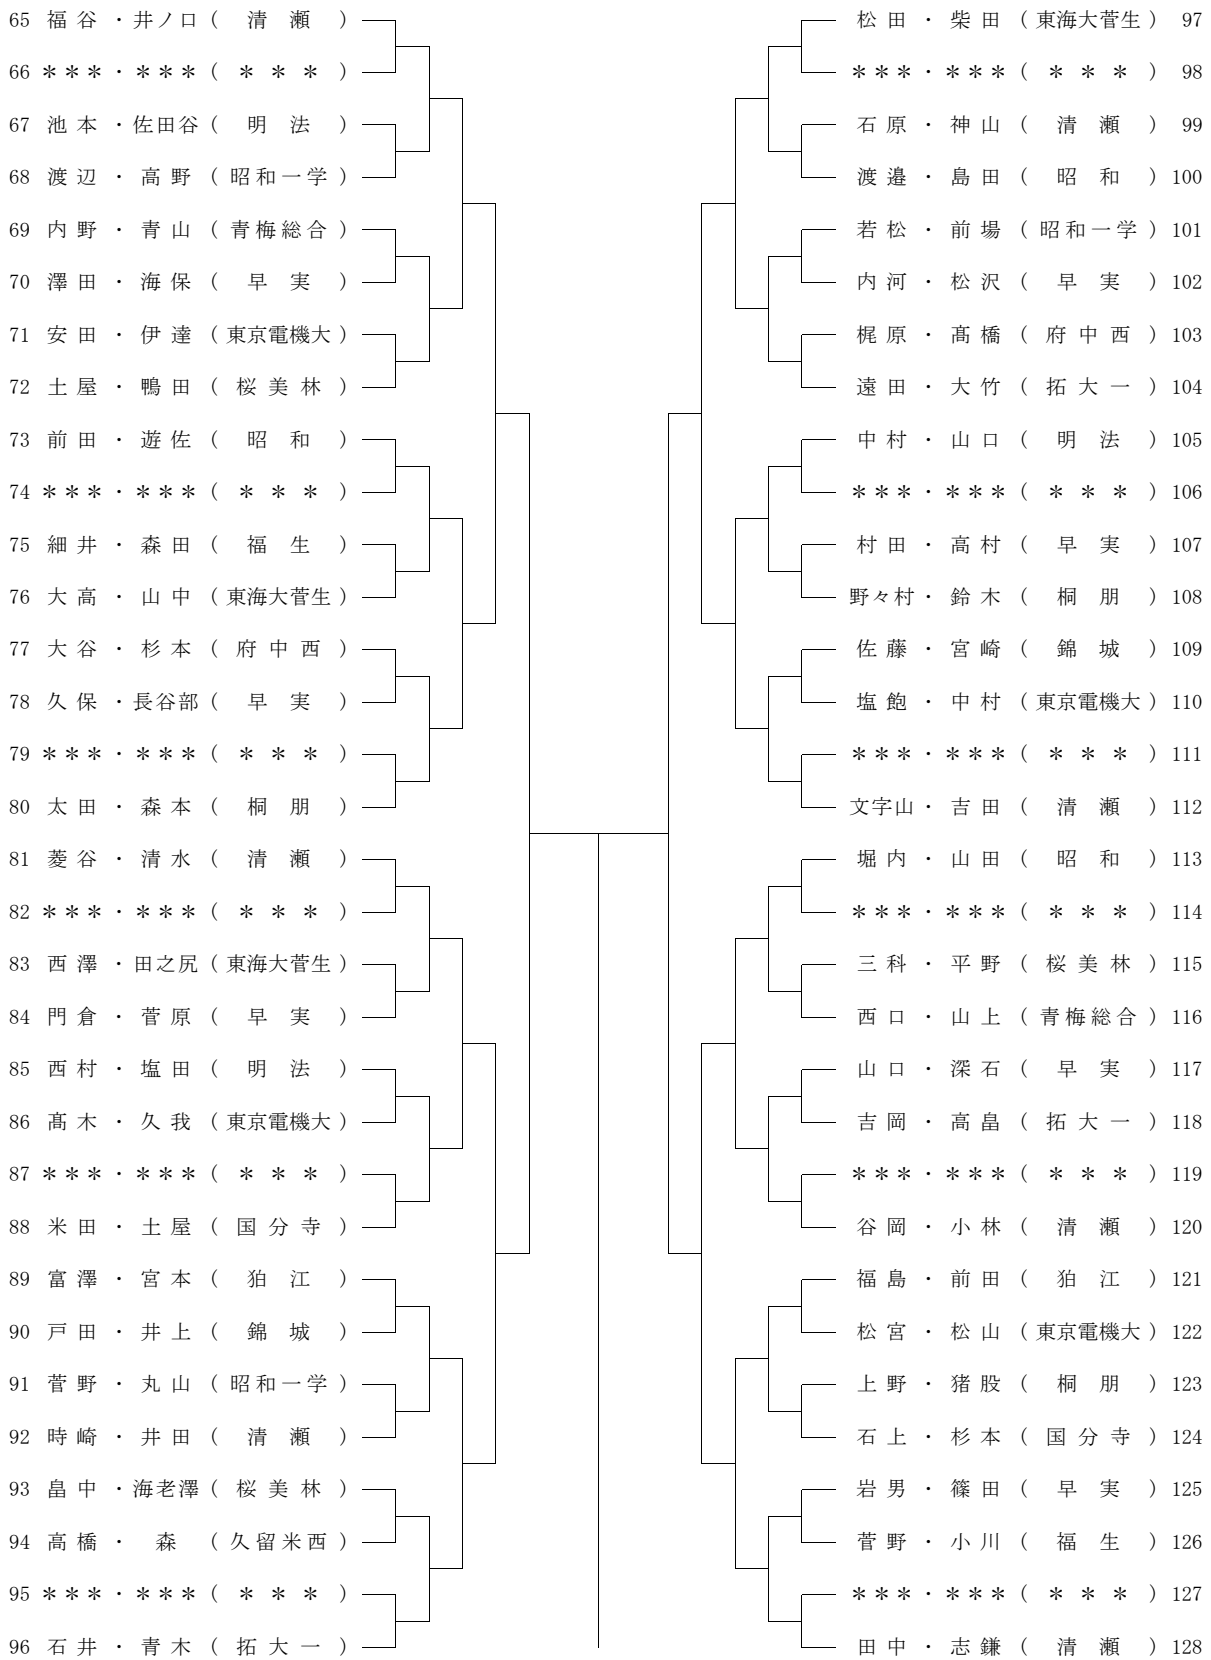 65 福谷・井ノ口(清瀬)
66 ***・***(***)
67 池本・佐田谷(明法)
68 渡辺・高野(昭和一学)
69 内野・青山(青梅総合)
70 澤田・海保(早実)
71 安田・伊達(東京電機大)
72 土屋・鴨田(桜美林)
73 前田・遊佐(昭和)
74 ***・***(***)
75 細井・森田(福生)
76 大高・山中(東海大菅生)
77 大谷・杉本(府中西)
78 久保・長谷部(早実)
79 ***・***(***)
80 太田・森本(桐朋)
81 菱谷・清水(清瀬)
82 ***・***(***)
83 西澤・田之尻(東海大菅生)
84 門倉・菅原(早実)
85 西村・塩田(明法)
86 髙木・久我(東京電機大)
87 ***・***(***)
88 米田・土屋(国分寺)
89 富澤・宮本(狛江)
90 戸田・井上(錦城)
91 菅野・丸山(昭和一学)
92 時崎・井田(清瀬)
93 畠中・海老澤(桜美林)
94 高橋・森(久留米西)
95 ***・***(***)
96 石井・青木(拓大一)
松田・柴田(東海大菅生) 97
***・***(***) 98
石原・神山(清瀬) 99
渡邉・島田(昭和) 100
若松・前場(昭和一学) 101
内河・松沢(早実) 102
梶原・髙橋(府中西) 103
遠田・大竹(拓大一) 104
中村・山口(明法) 105
***・***(***) 106
村田・高村(早実) 107
野々村・鈴木(桐朋) 108
佐藤・宮崎(錦城) 109
塩飽・中村(東京電機大) 110
***・***(***) 111
文字山・吉田(清瀬) 112
堀内・山田(昭和) 113
***・***(***) 114
三科・平野(桜美林) 115
西口・山上(青梅総合) 116
山口・深石(早実) 117
吉岡・高畠(拓大一) 118
***・***(***) 119
谷岡・小林(清瀬) 120
福島・前田(狛江) 121
松宮・松山(東京電機大) 122
上野・猪股(桐朋) 123
石上・杉本(国分寺) 124
岩男・篠田(早実) 125
菅野・小川(福生) 126
***・***(***) 127
田中・志鎌(清瀬) 128